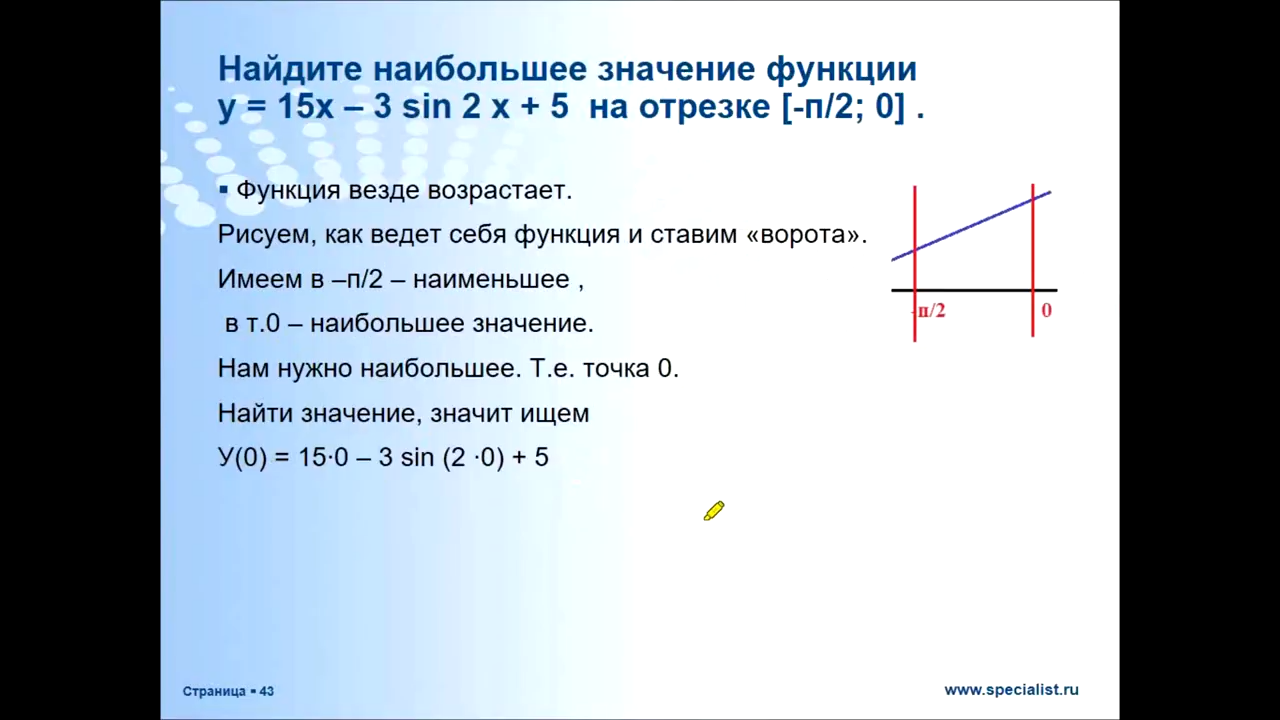 Найдите наибольшее значение функции
y = 15x – 3 sin 2 x + 5 на отрезке [-п/2; 0] .
▪ Функция везде возрастает.
Рисуем, как ведет себя функция и ставим «ворота».
Имеем в –п/2 – наименьшее ,
в т.0 – наибольшее значение.
Нам нужно наибольшее. Т.е. точка 0.
Найти значение, значит ищем
У(0) = 15·0 – 3 sin (2 ·0) + 5
-п/2 0
Страница ▪ 43
www.specialist.ru